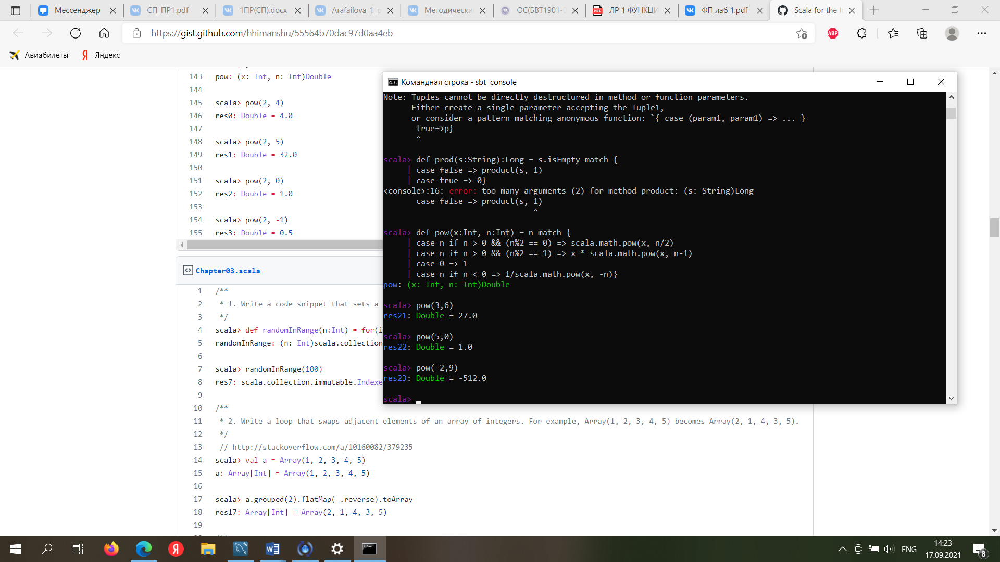 Мессенджер
СП_ПР1.pdf
1ПР(СП).docx
Arafailova_1_p
Методически
ОС(БВТ1901-0
ЛР 1 ФУНКЦИ
ФП лаб 1.pdf
Scala for the I
https://gist.github.com/hhimanshu/55564b70dac97d0aa4eb
ABP
Авиабилеты
Я Яндекс
143 pow: (x: Int, n: Int)Double
144
145 scala> pow(2, 4)
146 res0: Double = 4.0
147
148 scala> pow(2, 5)
149 res1: Double = 32.0
150
151 scala> pow(2, 0)
152 res2: Double = 1.0
153
154 scala> pow(2, -1)
155 res3: Double = 0.5
Chapter03.scala
1 /**
2 * 1. Write a code snippet that sets a
3 */
4 scala> def randomInRange(n:Int) = for(i
5 randomInRange: (n: Int)scala.collection
6
7 scala> randomInRange(100)
8 res7: scala.collection.immutable.Indexe
9
10 /**
11 * 2. Write a loop that swaps adjacent elements of an array of integers. For example, Array(1, 2, 3, 4, 5) becomes Array(2, 1, 4, 3, 5).
12 */
13 // http://stackoverflow.com/a/10160082/379235
14 scala> val a = Array(1, 2, 3, 4, 5)
15 a: Array[Int] = Array(1, 2, 3, 4, 5)
16
17 scala> a.grouped(2).flatMap(_.reverse).toArray
18 res17: Array[Int] = Array(2, 1, 4, 3, 5)
19
Командная строка - sbt console
Note: Tuples cannot be directly destructured in method or function parameters.
Either create a single parameter accepting the Tuple1,
or consider a pattern matching anonymous function: `{ case (param1, param1) => ... }
true=>p}
^
scala> def prod(s:String):Long = s.isEmpty match {
| case false => product(s, 1)
| case true => 0}
<console>:16: error: too many arguments (2) for method product: (s: String)Long
case false => product(s, 1)
^
scala> def pow(x:Int, n:Int) = n match {
| case n if n > 0 && (n%2 == 0) => scala.math.pow(x, n/2)
| case n if n > 0 && (n%2 == 1) => x * scala.math.pow(x, n-1)
| case 0 => 1
| case n if n < 0 => 1/scala.math.pow(x, -n)}
pow: (x: Int, n: Int)Double
scala> pow(3,6)
res21: Double = 27.0
scala> pow(5,0)
res22: Double = 1.0
scala> pow(-2,9)
res23: Double = -512.0
scala>
ENG
14:23
17.09.2021
8